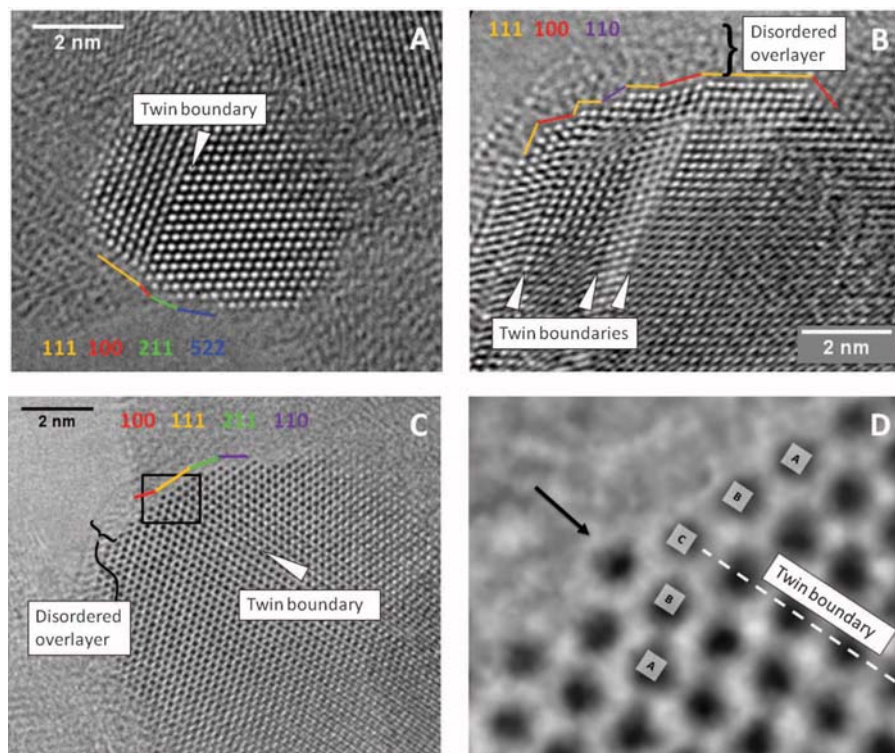 2 nm
A
Twin boundary
111 100 211 522
111 100 110
Disordered
overlayer
B
Twin boundaries
2 nm
2 nm
100 111 211 110
C
Disordered
overlayer
Twin boundary
D
A
B
C
B
A
Twin boundary